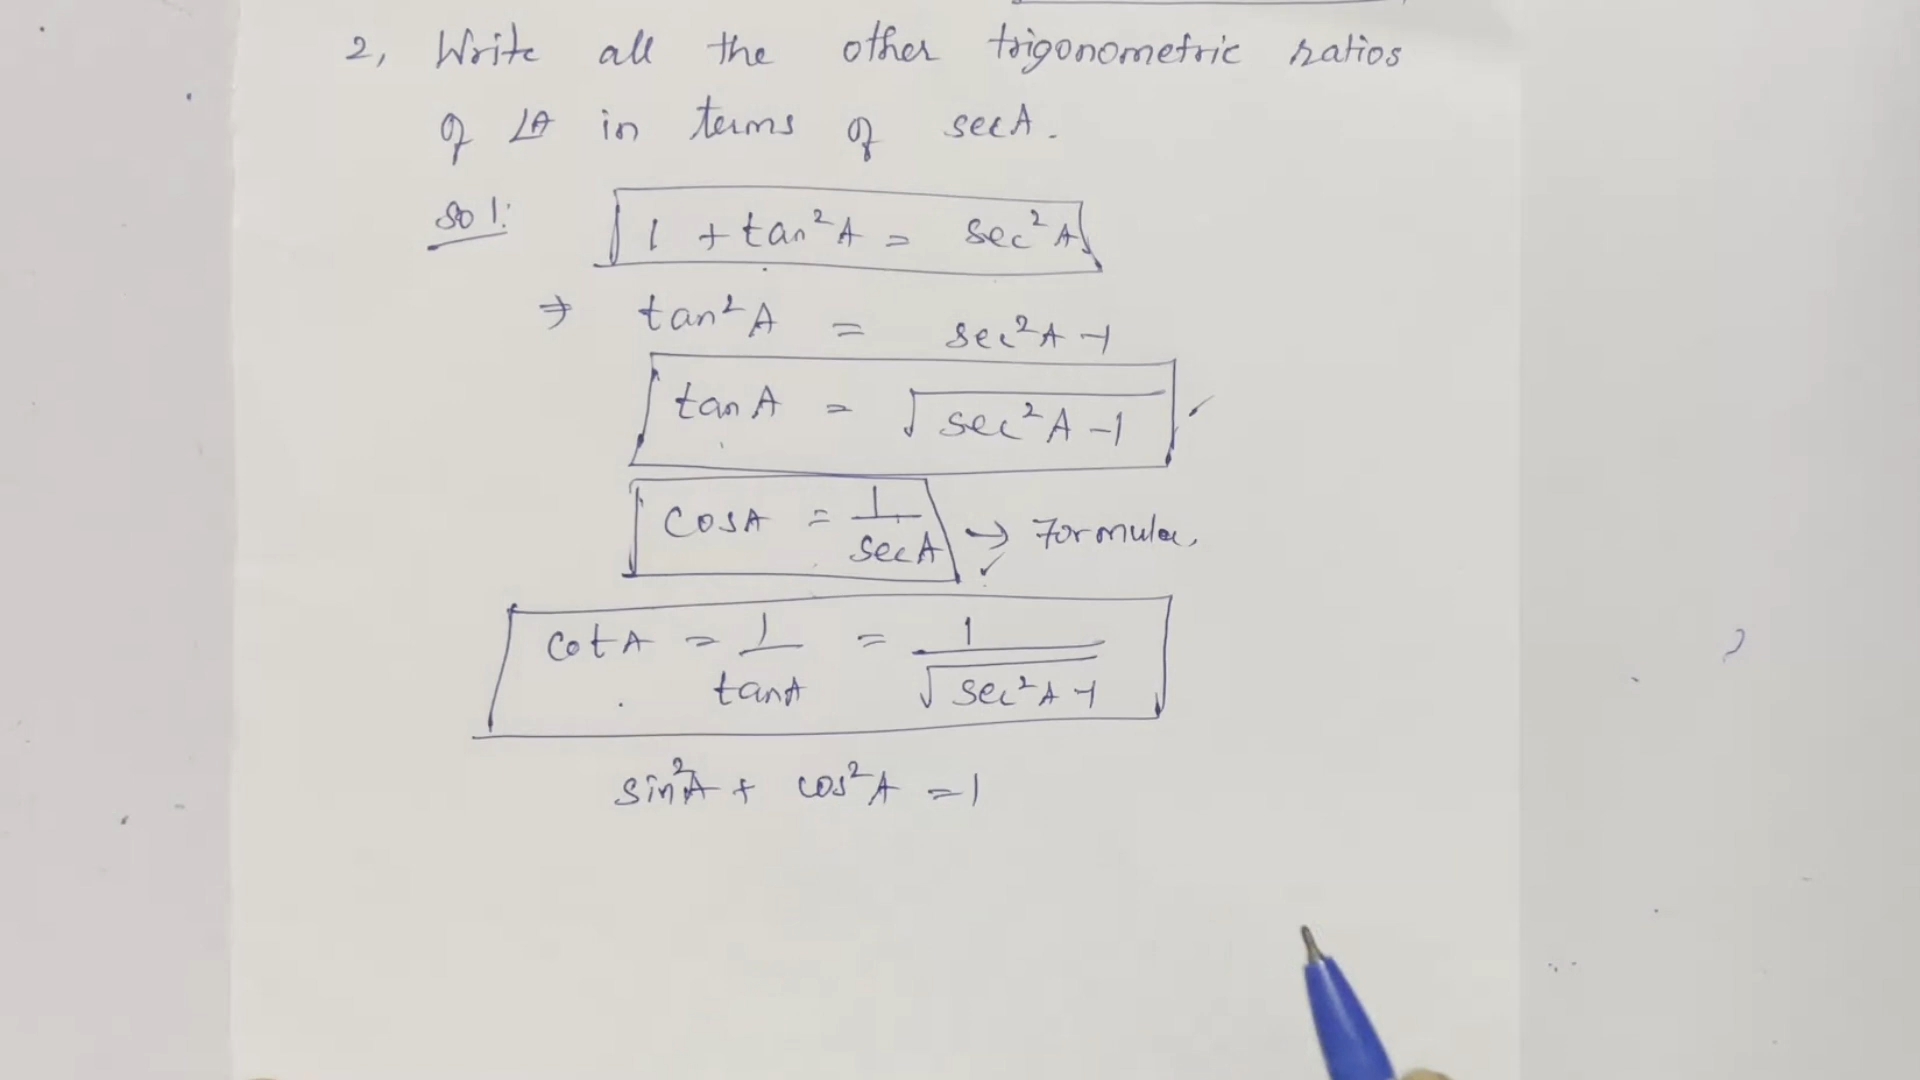 2, Write all the other trigonometric ratios
of ∠A in terms of secA.
Sol:
1 + tan²A = sec²A
⇒ tan²A = sec²A -1
tan A = √(sec²A -1) ✓
cosA = 1/secA → Formula, ✓
cotA = 1/tanA = 1/√(sec²A -1)
sin²A + cos²A = 1